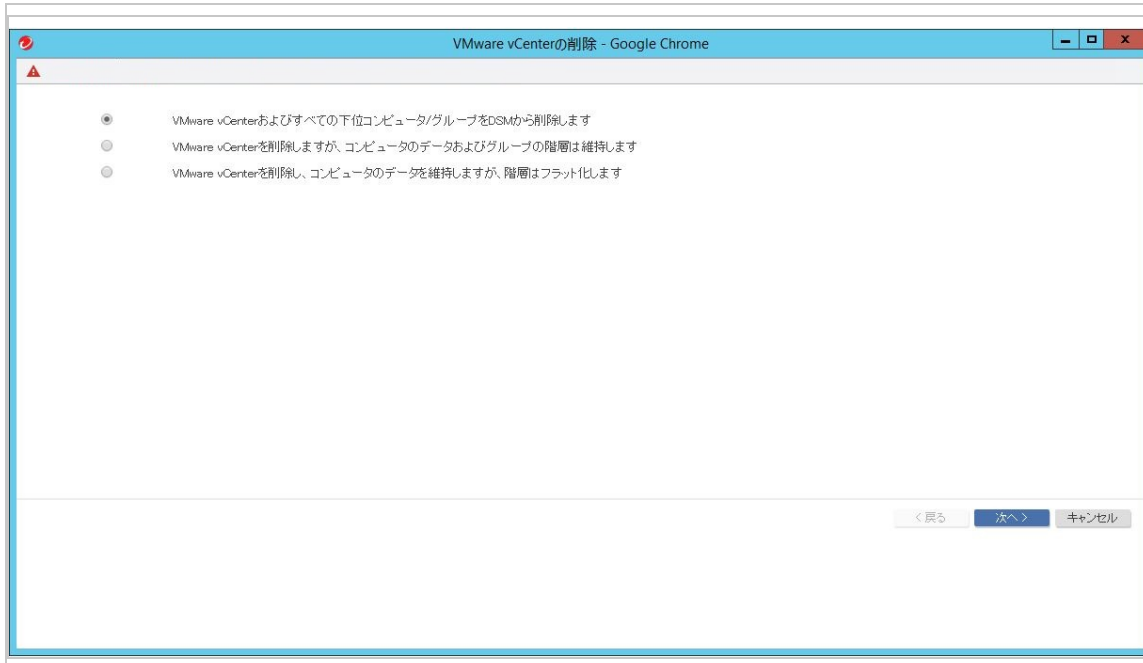 VMware vCenterの削除 - Google Chrome
VMware vCenterおよびすべての下位コンピュータ/グループをDSMから削除します
VMware vCenterを削除しますが、コンピュータのデータおよびグループの階層は維持します
VMware vCenterを削除し、コンピュータのデータを維持しますが、階層はフラット化します
< 戻る 次へ > キャンセル